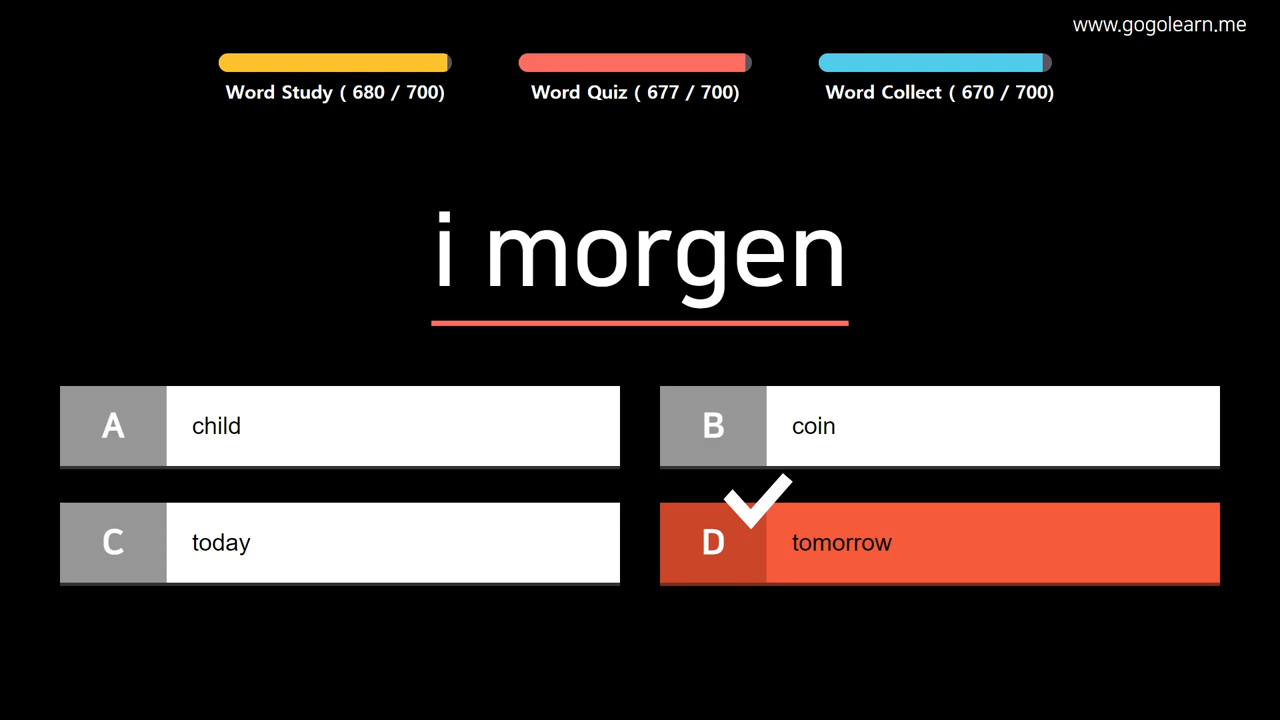 www.gogolearn.me
Word Study ( 680 / 700)
Word Quiz ( 677 / 700)
Word Collect ( 670 / 700)
i morgen
A child
B coin
C today
D tomorrow